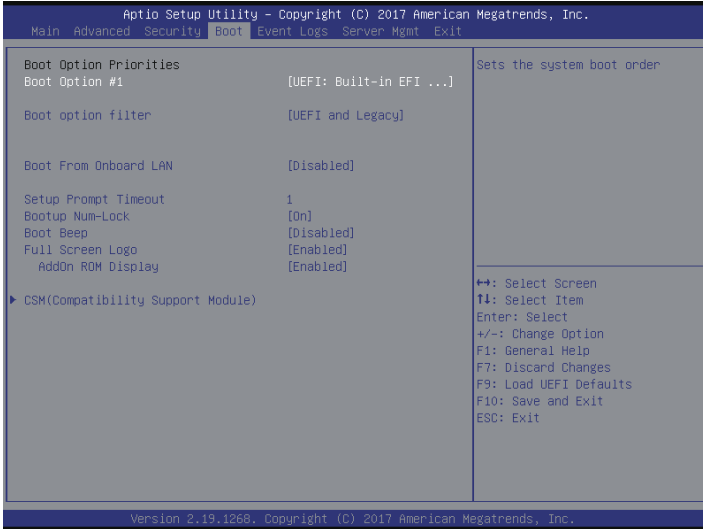 Aptio Setup Utility – Copyright (C) 2017 American Megatrends, Inc.
Main Advanced Security Boot Event Logs Server Mgmt Exit
Boot Option Priorities
Boot Option #1 [UEFI: Built-in EFI ...]
Boot option filter [UEFI and Legacy]
Boot From Onboard LAN [Disabled]
Setup Prompt Timeout 1
Bootup Num-Lock [On]
Boot Beep [Disabled]
Full Screen Logo [Enabled]
AddOn ROM Display [Enabled]
▶ CSM(Compatibility Support Module)
Sets the system boot order
↔: Select Screen
↑↓: Select Item
Enter: Select
+/-: Change Option
F1: General Help
F7: Discard Changes
F9: Load UEFI Defaults
F10: Save and Exit
ESC: Exit
Version 2.19.1268. Copyright (C) 2017 American Megatrends, Inc.